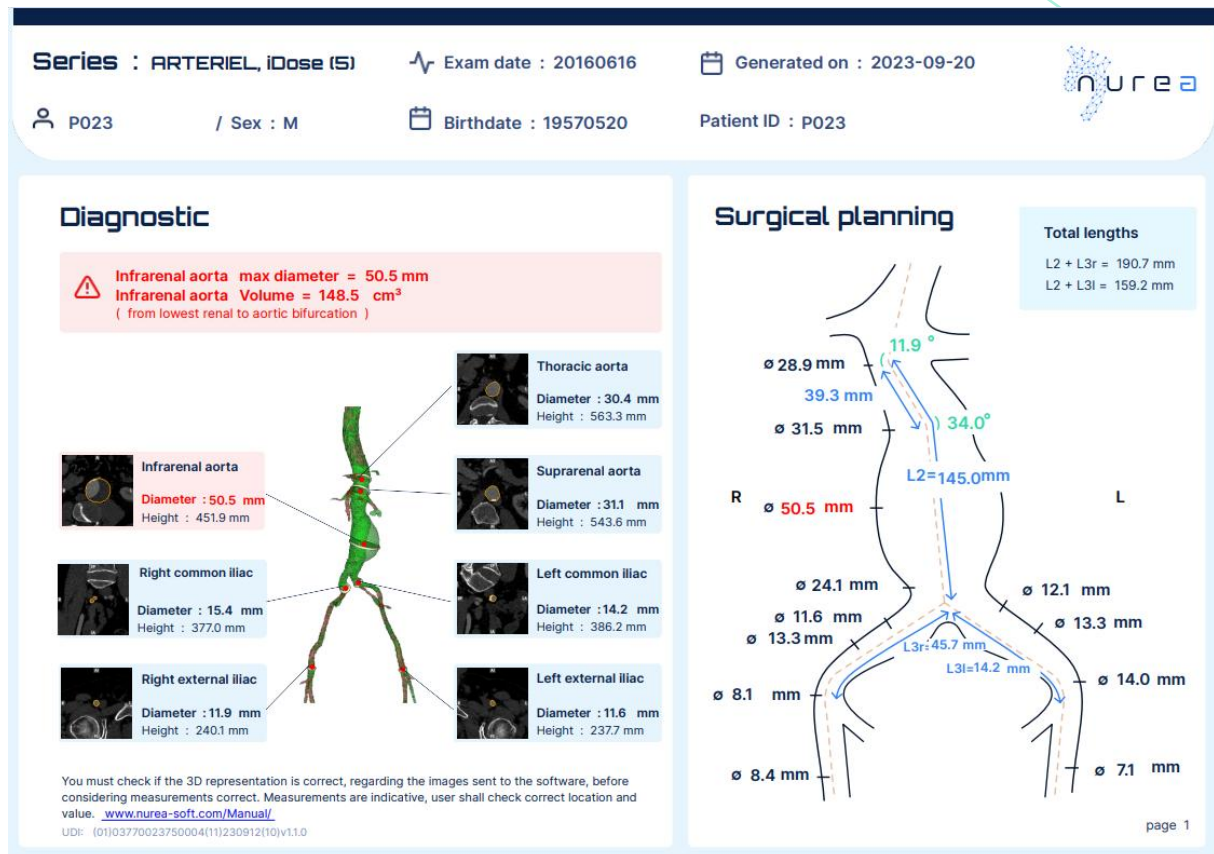 Series : ARTERIEL, iDose (5)
Exam date : 20160616
Generated on : 2023-09-20
nurea
P023 / Sex : M
Birthdate : 19570520
Patient ID : P023
Diagnostic
Infrarenal aorta max diameter = 50.5 mm
Infrarenal aorta Volume = 148.5 cm³
( from lowest renal to aortic bifurcation )
Thoracic aorta
Diameter : 30.4 mm
Height : 563.3 mm
Infrarenal aorta
Diameter : 50.5 mm
Height : 451.9 mm
Suprarenal aorta
Diameter : 31.1 mm
Height : 543.6 mm
Right common iliac
Diameter : 15.4 mm
Height : 377.0 mm
Left common iliac
Diameter : 14.2 mm
Height : 386.2 mm
Right external iliac
Diameter : 11.9 mm
Height : 240.1 mm
Left external iliac
Diameter : 11.6 mm
Height : 237.7 mm
You must check if the 3D representation is correct, regarding the images sent to the software, before
considering measurements correct. Measurements are indicative, user shall check correct location and
value. www.nurea-soft.com/Manual/
UDI: (01)03770023750004(11)230912(10)v1.1.0
Surgical planning
Total lengths
L2 + L3r = 190.7 mm
L2 + L3l = 159.2 mm
11.9 °
ø 28.9 mm
39.3 mm
ø 31.5 mm
34.0°
L2=145.0mm
R
L
ø 50.5 mm
ø 24.1 mm
ø 12.1 mm
ø 11.6 mm
ø 13.3 mm
ø 13.3 mm
L3r=45.7 mm
L3l=14.2 mm
ø 14.0 mm
ø 8.1 mm
ø 8.4 mm
ø 7.1 mm
page 1